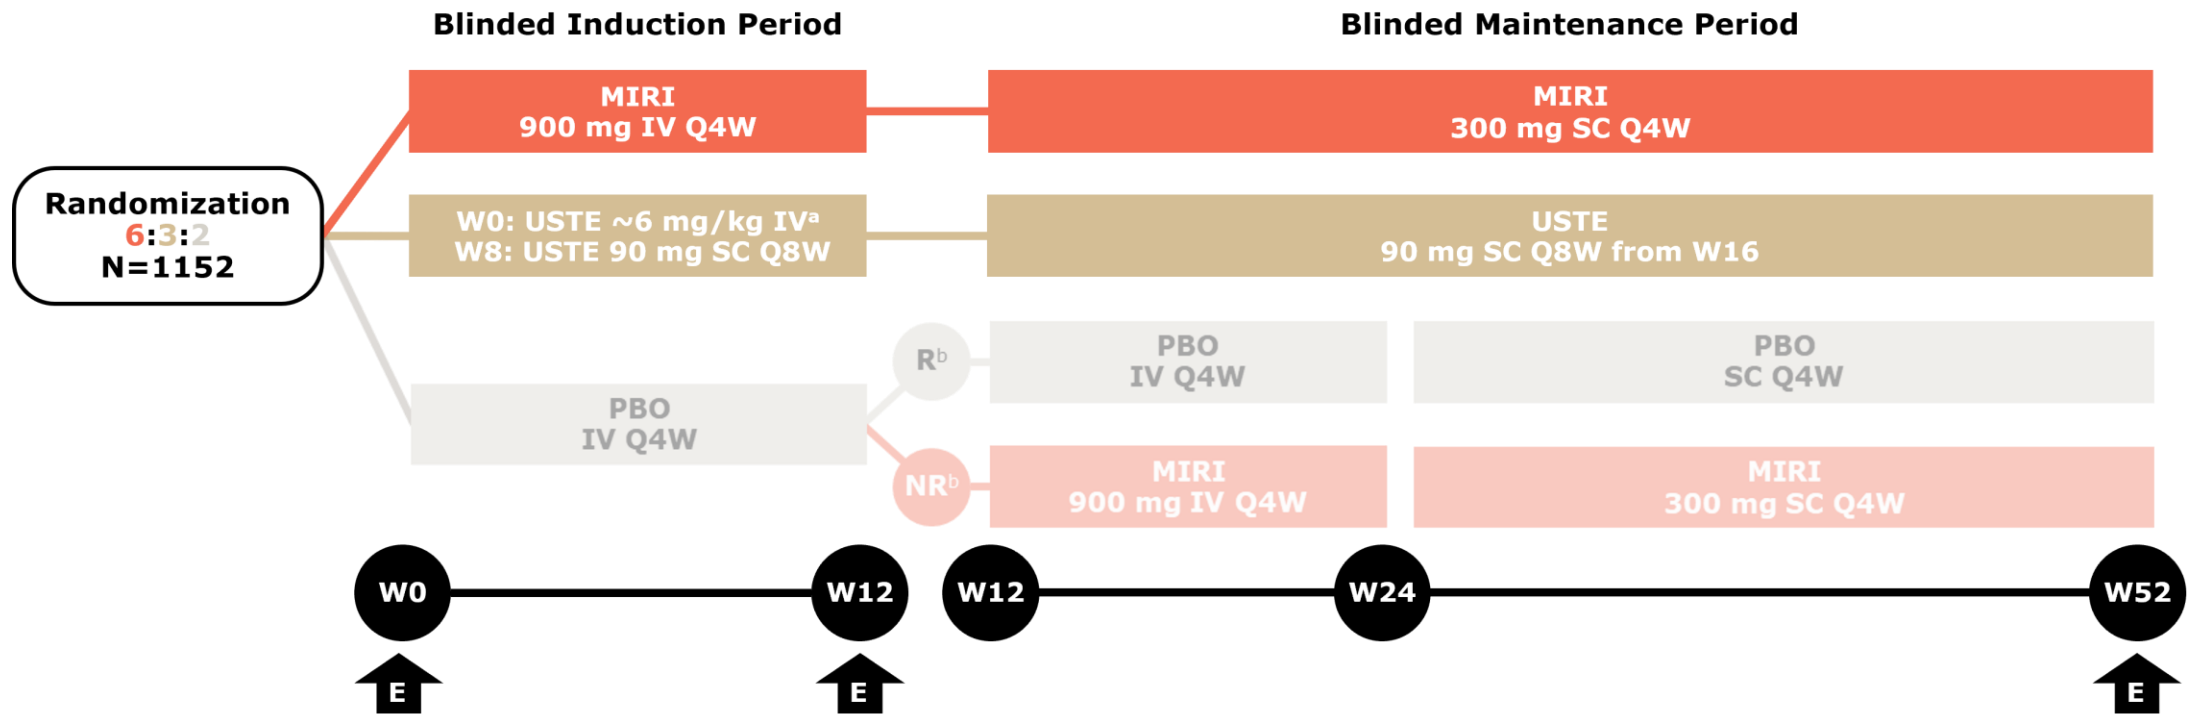 Blinded Induction Period
Blinded Maintenance Period
Randomization
6:3:2
N=1152
MIRI
900 mg IV Q4W
MIRI
300 mg SC Q4W
W0: USTE ~6 mg/kg IVᵃ
W8: USTE 90 mg SC Q8W
USTE
90 mg SC Q8W from W16
PBO
IV Q4W
Rᵇ
PBO
IV Q4W
PBO
SC Q4W
NRᵇ
MIRI
900 mg IV Q4W
MIRI
300 mg SC Q4W
W0
W12
W12
W24
W52
E
E
E